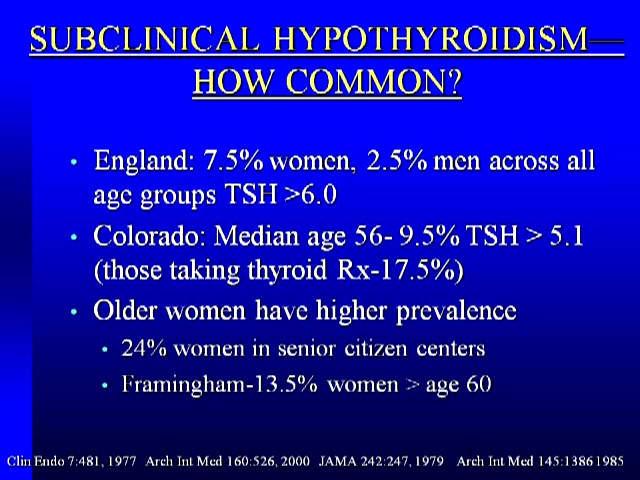 SUBCLINICAL HYPOTHYROIDISM—
HOW COMMON?
• England: 7.5% women, 2.5% men across all
age groups TSH >6.0
• Colorado: Median age 56- 9.5% TSH > 5.1
(those taking thyroid Rx-17.5%)
• Older women have higher prevalence
• 24% women in senior citizen centers
• Framingham-13.5% women > age 60
Clin Endo 7:481, 1977 Arch Int Med 160:526, 2000 JAMA 242:247, 1979 Arch Int Med 145:1386 1985